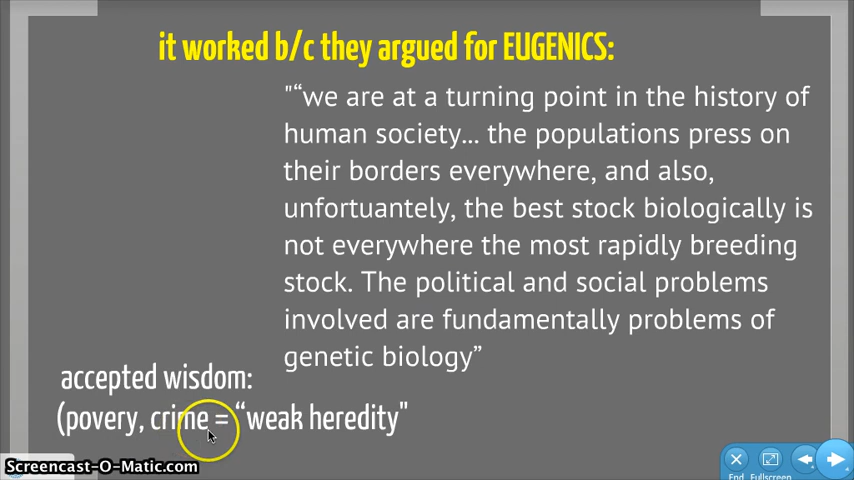 it worked b/c they argued for EUGENICS:
"“we are at a turning point in the history of
human society... the populations press on
their borders everywhere, and also,
unfortuantely, the best stock biologically is
not everywhere the most rapidly breeding
stock. The political and social problems
involved are fundamentally problems of
genetic biology”
accepted wisdom:
(povery, crime = “weak heredity"
Screencast-O-Matic.com
End Fullscreen